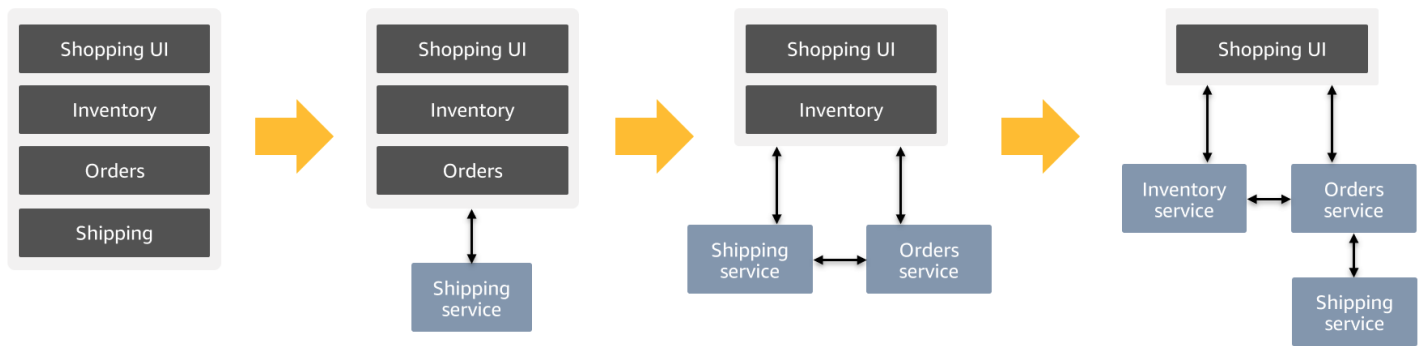 Shopping UI
Inventory
Orders
Shipping
Shopping UI
Inventory
Orders
Shipping
service
Shopping UI
Inventory
Shipping
service
Orders
service
Shopping UI
Inventory
service
Orders
service
Shipping
service